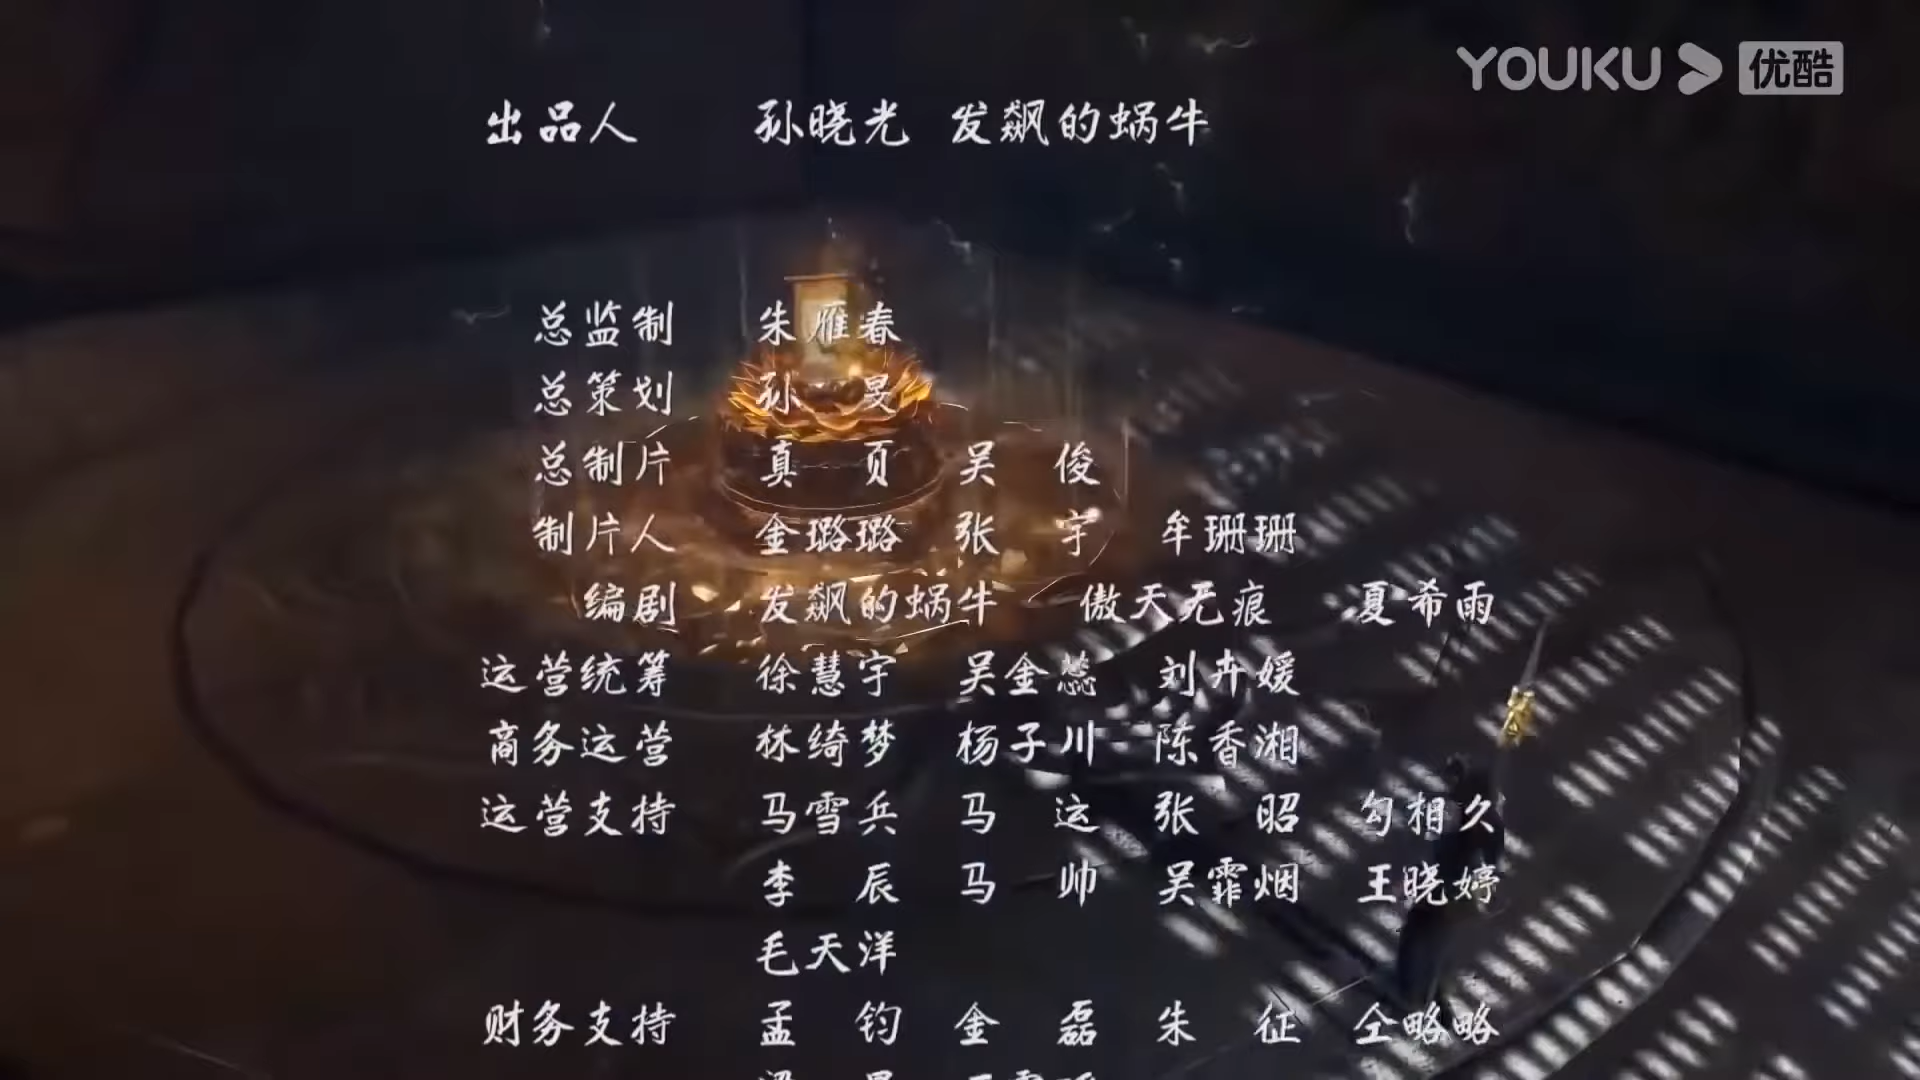 YOUKU 优酷
出品人 孙晓光 发飙的蜗牛
总监制 朱雁春
总策划 孙旻
总制片 真页 吴俊
制片人 金璐璐 张宇 牟珊珊
编剧 发飙的蜗牛 傲天无痕 夏希雨
运营统筹 徐慧宇 吴金蕊 刘卉媛
商务运营 林绮梦 杨子川 陈香湘
运营支持 马雪兵 马运 张昭 勾相久
李辰 马帅 吴霏烟 王晓婷
毛天洋
财务支持 孟钧 金磊 朱征 仝略略